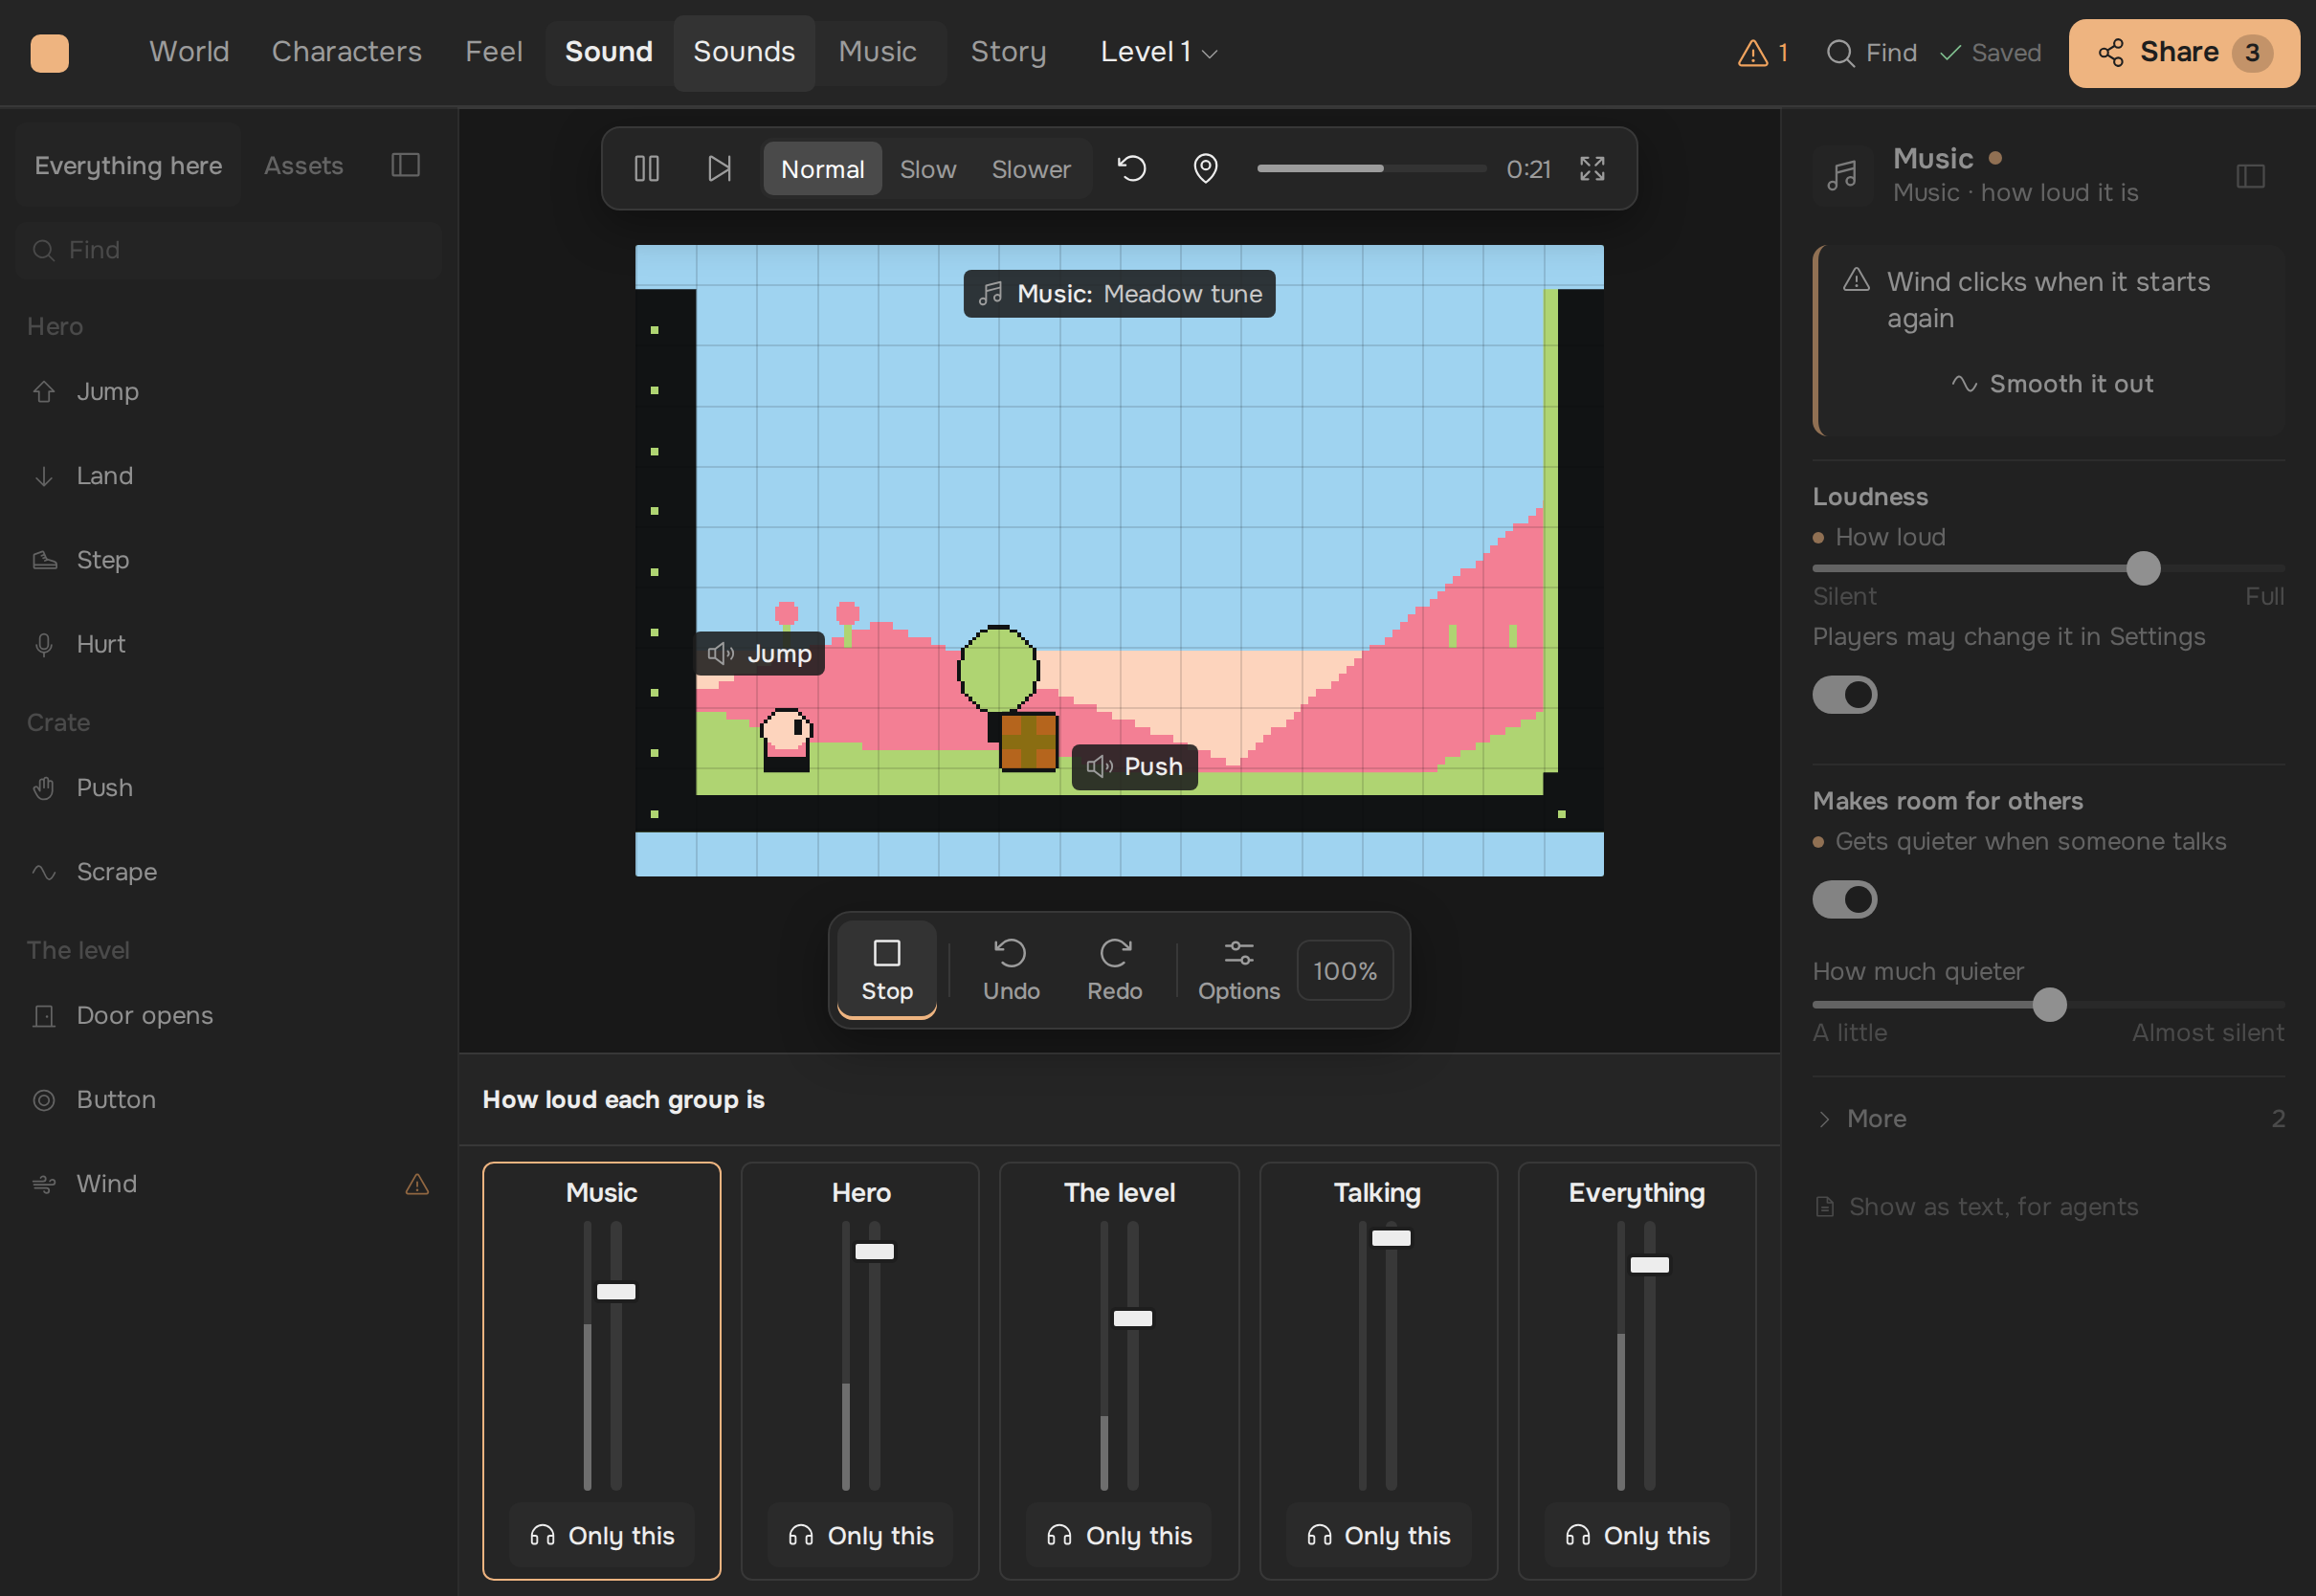 World Characters Feel Sound Sounds Music Story Level 1
1 Find Saved Share 3
Everything here Assets
Find
Hero
Jump
Land
Step
Hurt
Crate
Push
Scrape
The level
Door opens
Button
Wind
Normal Slow Slower 0:21
Music: Meadow tune
Jump
Push
Stop Undo Redo Options 100%
How loud each group is
Music Hero The level Talking Everything
Only this Only this Only this Only this Only this
Music
Music · how loud it is
Wind clicks when it starts
again
Smooth it out
Loudness
How loud
Silent Full
Players may change it in Settings
Makes room for others
Gets quieter when someone talks
How much quieter
A little Almost silent
More 2
Show as text, for agents